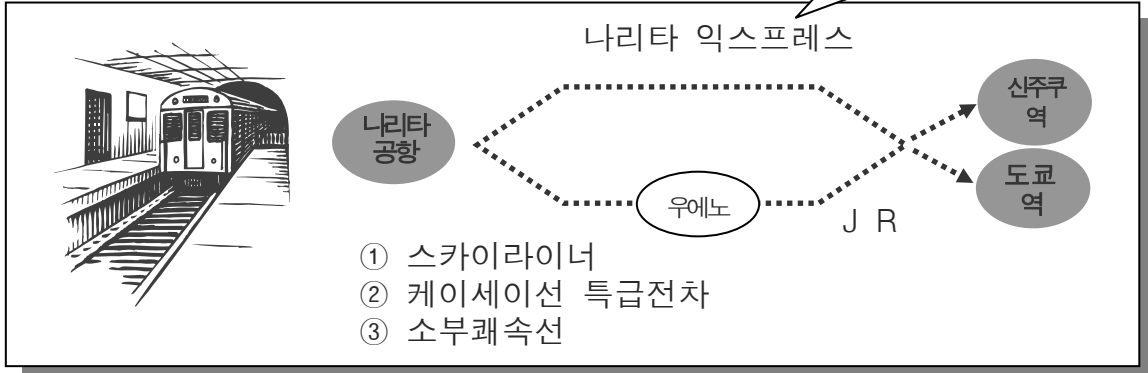 나리타 익스프레스
나리타
공항
신주쿠
역
도쿄
역
우에노
J R
① 스카이라이너
② 케이세이선 특급전차
③ 소부쾌속선